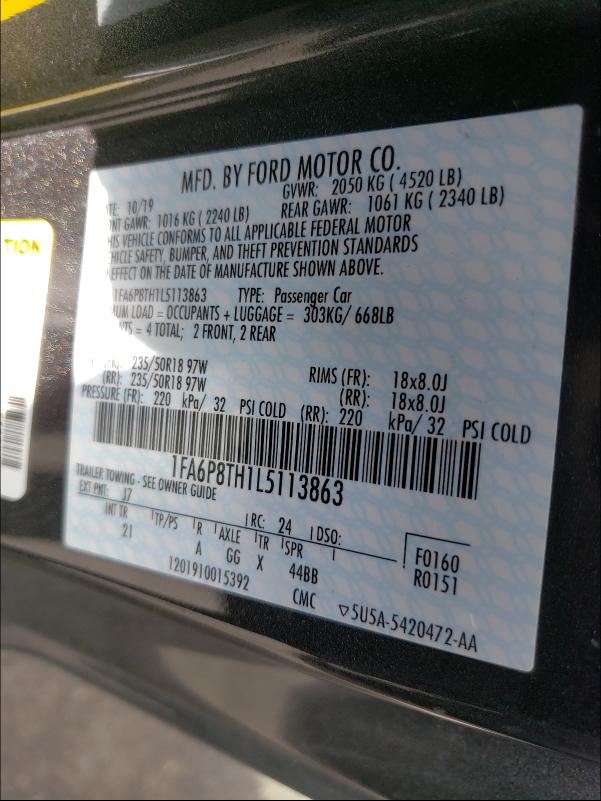 MFD. BY FORD MOTOR CO.
TE: 10/19 GVWR: 2050 KG ( 4520 LB)
NT GAWR: 1016 KG ( 2240 LB) REAR GAWR: 1061 KG ( 2340 LB)
HIS VEHICLE CONFORMS TO ALL APPLICABLE FEDERAL MOTOR
EHICLE SAFETY, BUMPER, AND THEFT PREVENTION STANDARDS
EFFECT ON THE DATE OF MANUFACTURE SHOWN ABOVE.
1FA6P8TH1L5113863 TYPE: Passenger Car
UM LOAD = OCCUPANTS + LUGGAGE = 303KG/ 668LB
TS = 4 TOTAL; 2 FRONT, 2 REAR
(FR): 235/50R18 97W RIMS (FR): 18x8.0J
(RR): 235/50R18 97W (RR): 18x8.0J
PRESSURE (FR): 220 kPa/ 32 PSI COLD (RR): 220 kPa/ 32 PSI COLD
1FA6P8TH1L5113863
TRAILER TOWING - SEE OWNER GUIDE
EXT PNT: J7 RC: 24 DSO:
INT TR TP/PS R AXLE TR SPR F0160
21 A GG X 44BB R0151
1201910015392 CMC ▽5U5A-5420472-AA
TION